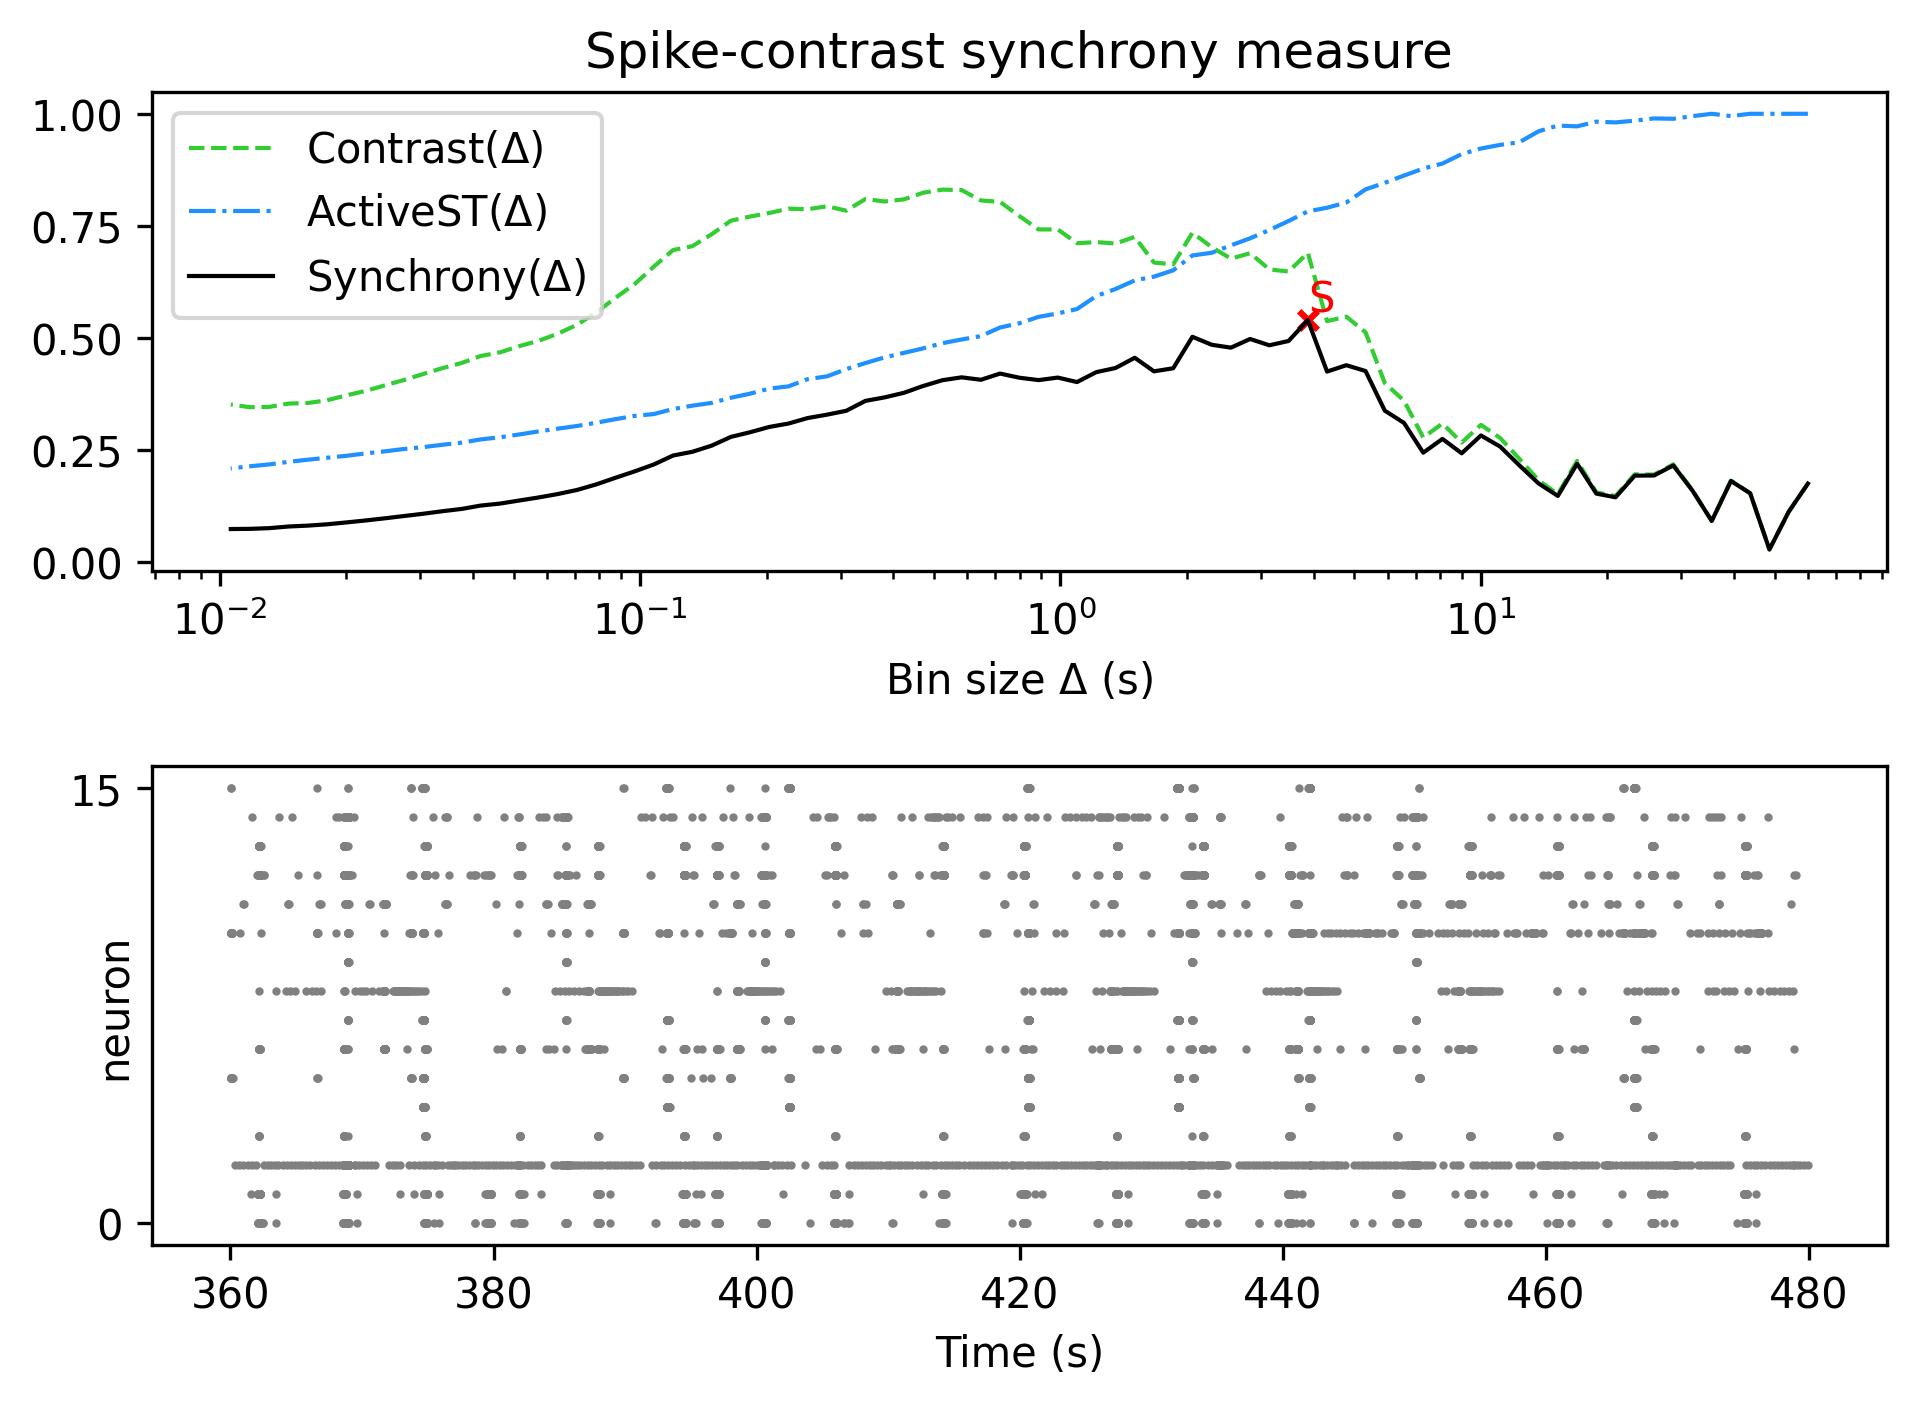 Spike-contrast synchrony measure
1.00
0.75
0.50
0.25
0.00
Contrast(Δ)
ActiveST(Δ)
Synchrony(Δ)
S
10⁻² 10⁻¹ 10⁰ 10¹
Bin size Δ (s)
15
0
neuron
360 380 400 420 440 460 480
Time (s)